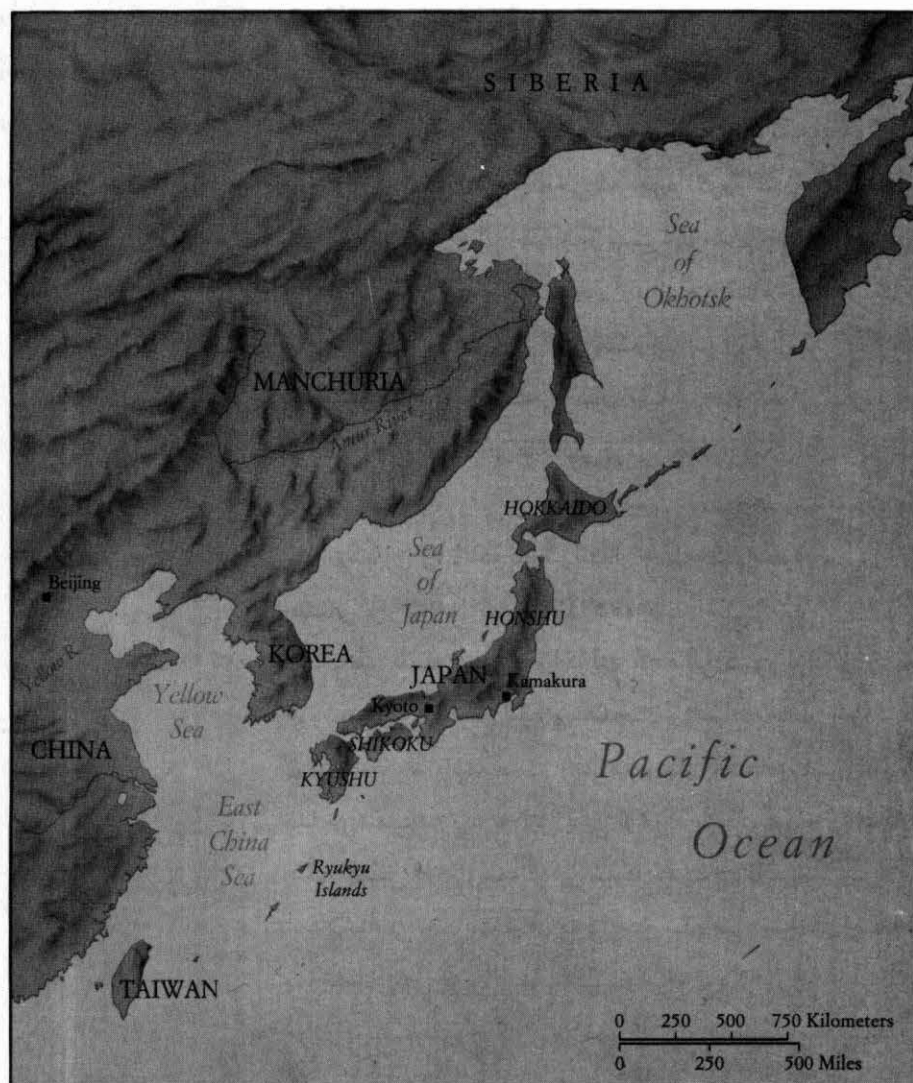 SIBERIA
Sea
of
Okhotsk
MANCHURIA
Amur River
HOKKAIDO
Sea
of
Japan
Beijing
HONSHU
KOREA
JAPAN
Kamakura
Yellow R.
Yellow
Sea
Kyoto
SHIKOKU
CHINA
KYUSHU
Pacific
Ocean
East
China
Sea
Ryukyu
Islands
TAIWAN
0 250 500 750 Kilometers
0 250 500 Miles